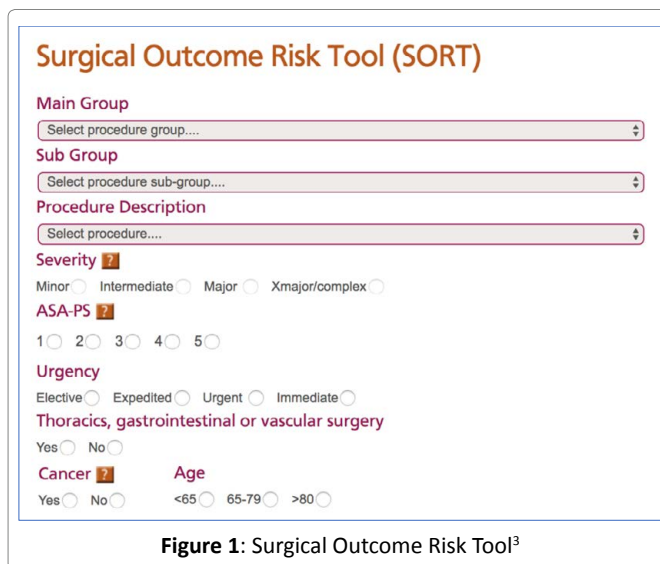 Surgical Outcome Risk Tool (SORT)
Main Group
Select procedure group....
Sub Group
Select procedure sub-group....
Procedure Description
Select procedure....
Severity ?
Minor Intermediate Major Xmajor/complex
ASA-PS ?
1 2 3 4 5
Urgency
Elective Expedited Urgent Immediate
Thoracics, gastrointestinal or vascular surgery
Yes No
Cancer ? Age
Yes No <65 65-79 >80
Figure 1: Surgical Outcome Risk Tool³